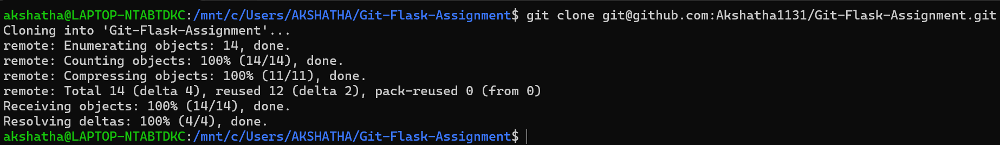 akshatha@LAPTOP-NTABTDKC:/mnt/c/Users/AKSHATHA/Git-Flask-Assignment$ git clone git@github.com:Akshatha1131/Git-Flask-Assignment.git
Cloning into 'Git-Flask-Assignment'...
remote: Enumerating objects: 14, done.
remote: Counting objects: 100% (14/14), done.
remote: Compressing objects: 100% (11/11), done.
remote: Total 14 (delta 4), reused 12 (delta 2), pack-reused 0 (from 0)
Receiving objects: 100% (14/14), done.
Resolving deltas: 100% (4/4), done.
akshatha@LAPTOP-NTABTDKC:/mnt/c/Users/AKSHATHA/Git-Flask-Assignment$